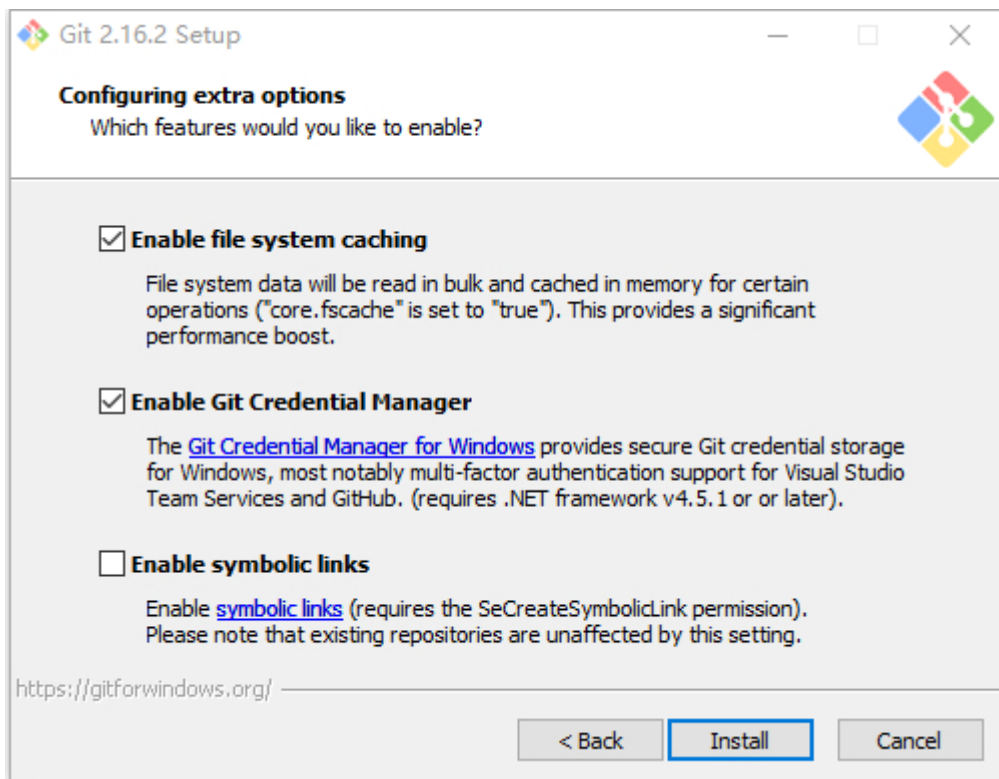 Git 2.16.2 Setup
Configuring extra options
Which features would you like to enable?
Enable file system caching
File system data will be read in bulk and cached in memory for certain
operations ("core.fscache" is set to "true"). This provides a significant
performance boost.
Enable Git Credential Manager
The Git Credential Manager for Windows provides secure Git credential storage
for Windows, most notably multi-factor authentication support for Visual Studio
Team Services and GitHub. (requires .NET framework v4.5.1 or or later).
Enable symbolic links
Enable symbolic links (requires the SeCreateSymbolicLink permission).
Please note that existing repositories are unaffected by this setting.
https://gitforwindows.org/
< Back Install Cancel